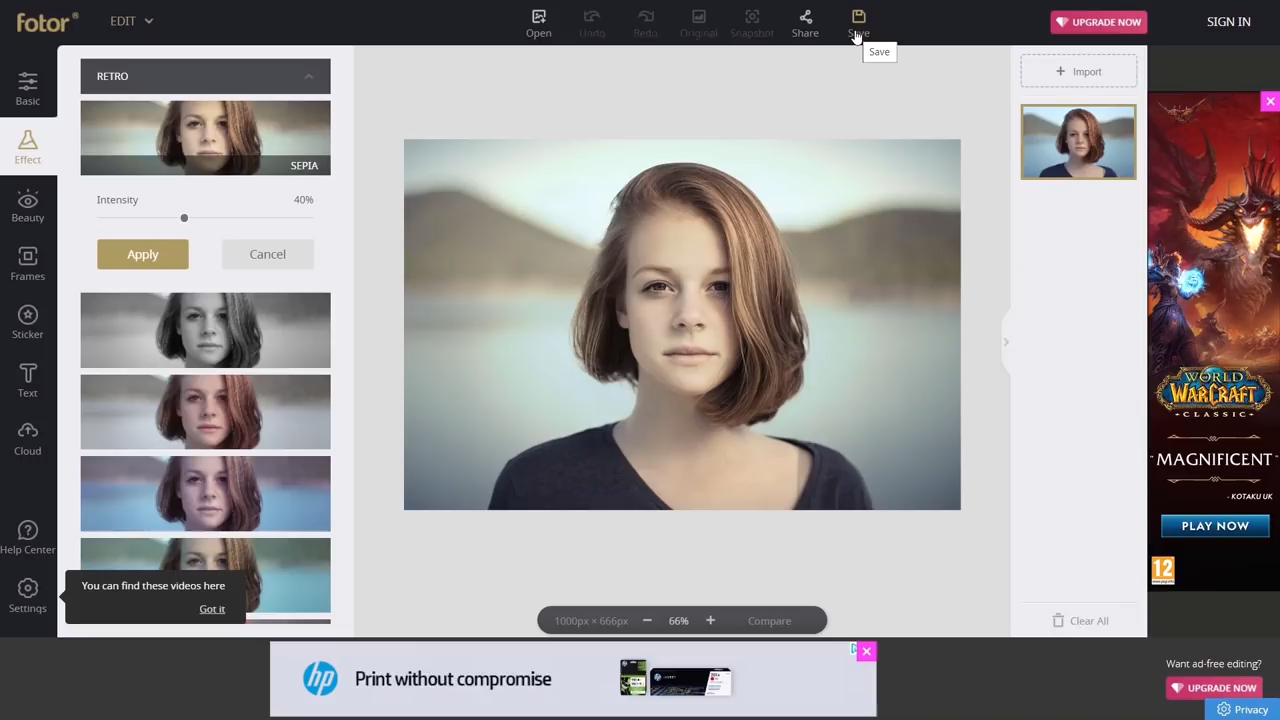 fotor®
EDIT
Open
Undo
Redo
Original
Snapshot
Share
Save
Save
UPGRADE NOW
SIGN IN
Basic
Effect
Beauty
Frames
Sticker
Text
Cloud
Help Center
Settings
RETRO
SEPIA
Intensity
40%
Apply
Cancel
You can find these videos here
Got it
1000px × 666px
66%
Compare
Import
Clear All
WORLD
WARCRAFT
CLASSIC
"MAGNIFICENT"
- KOTAKU UK
PLAY NOW
12
hp
Print without compromise
Want ad-free editing?
UPGRADE NOW
Privacy